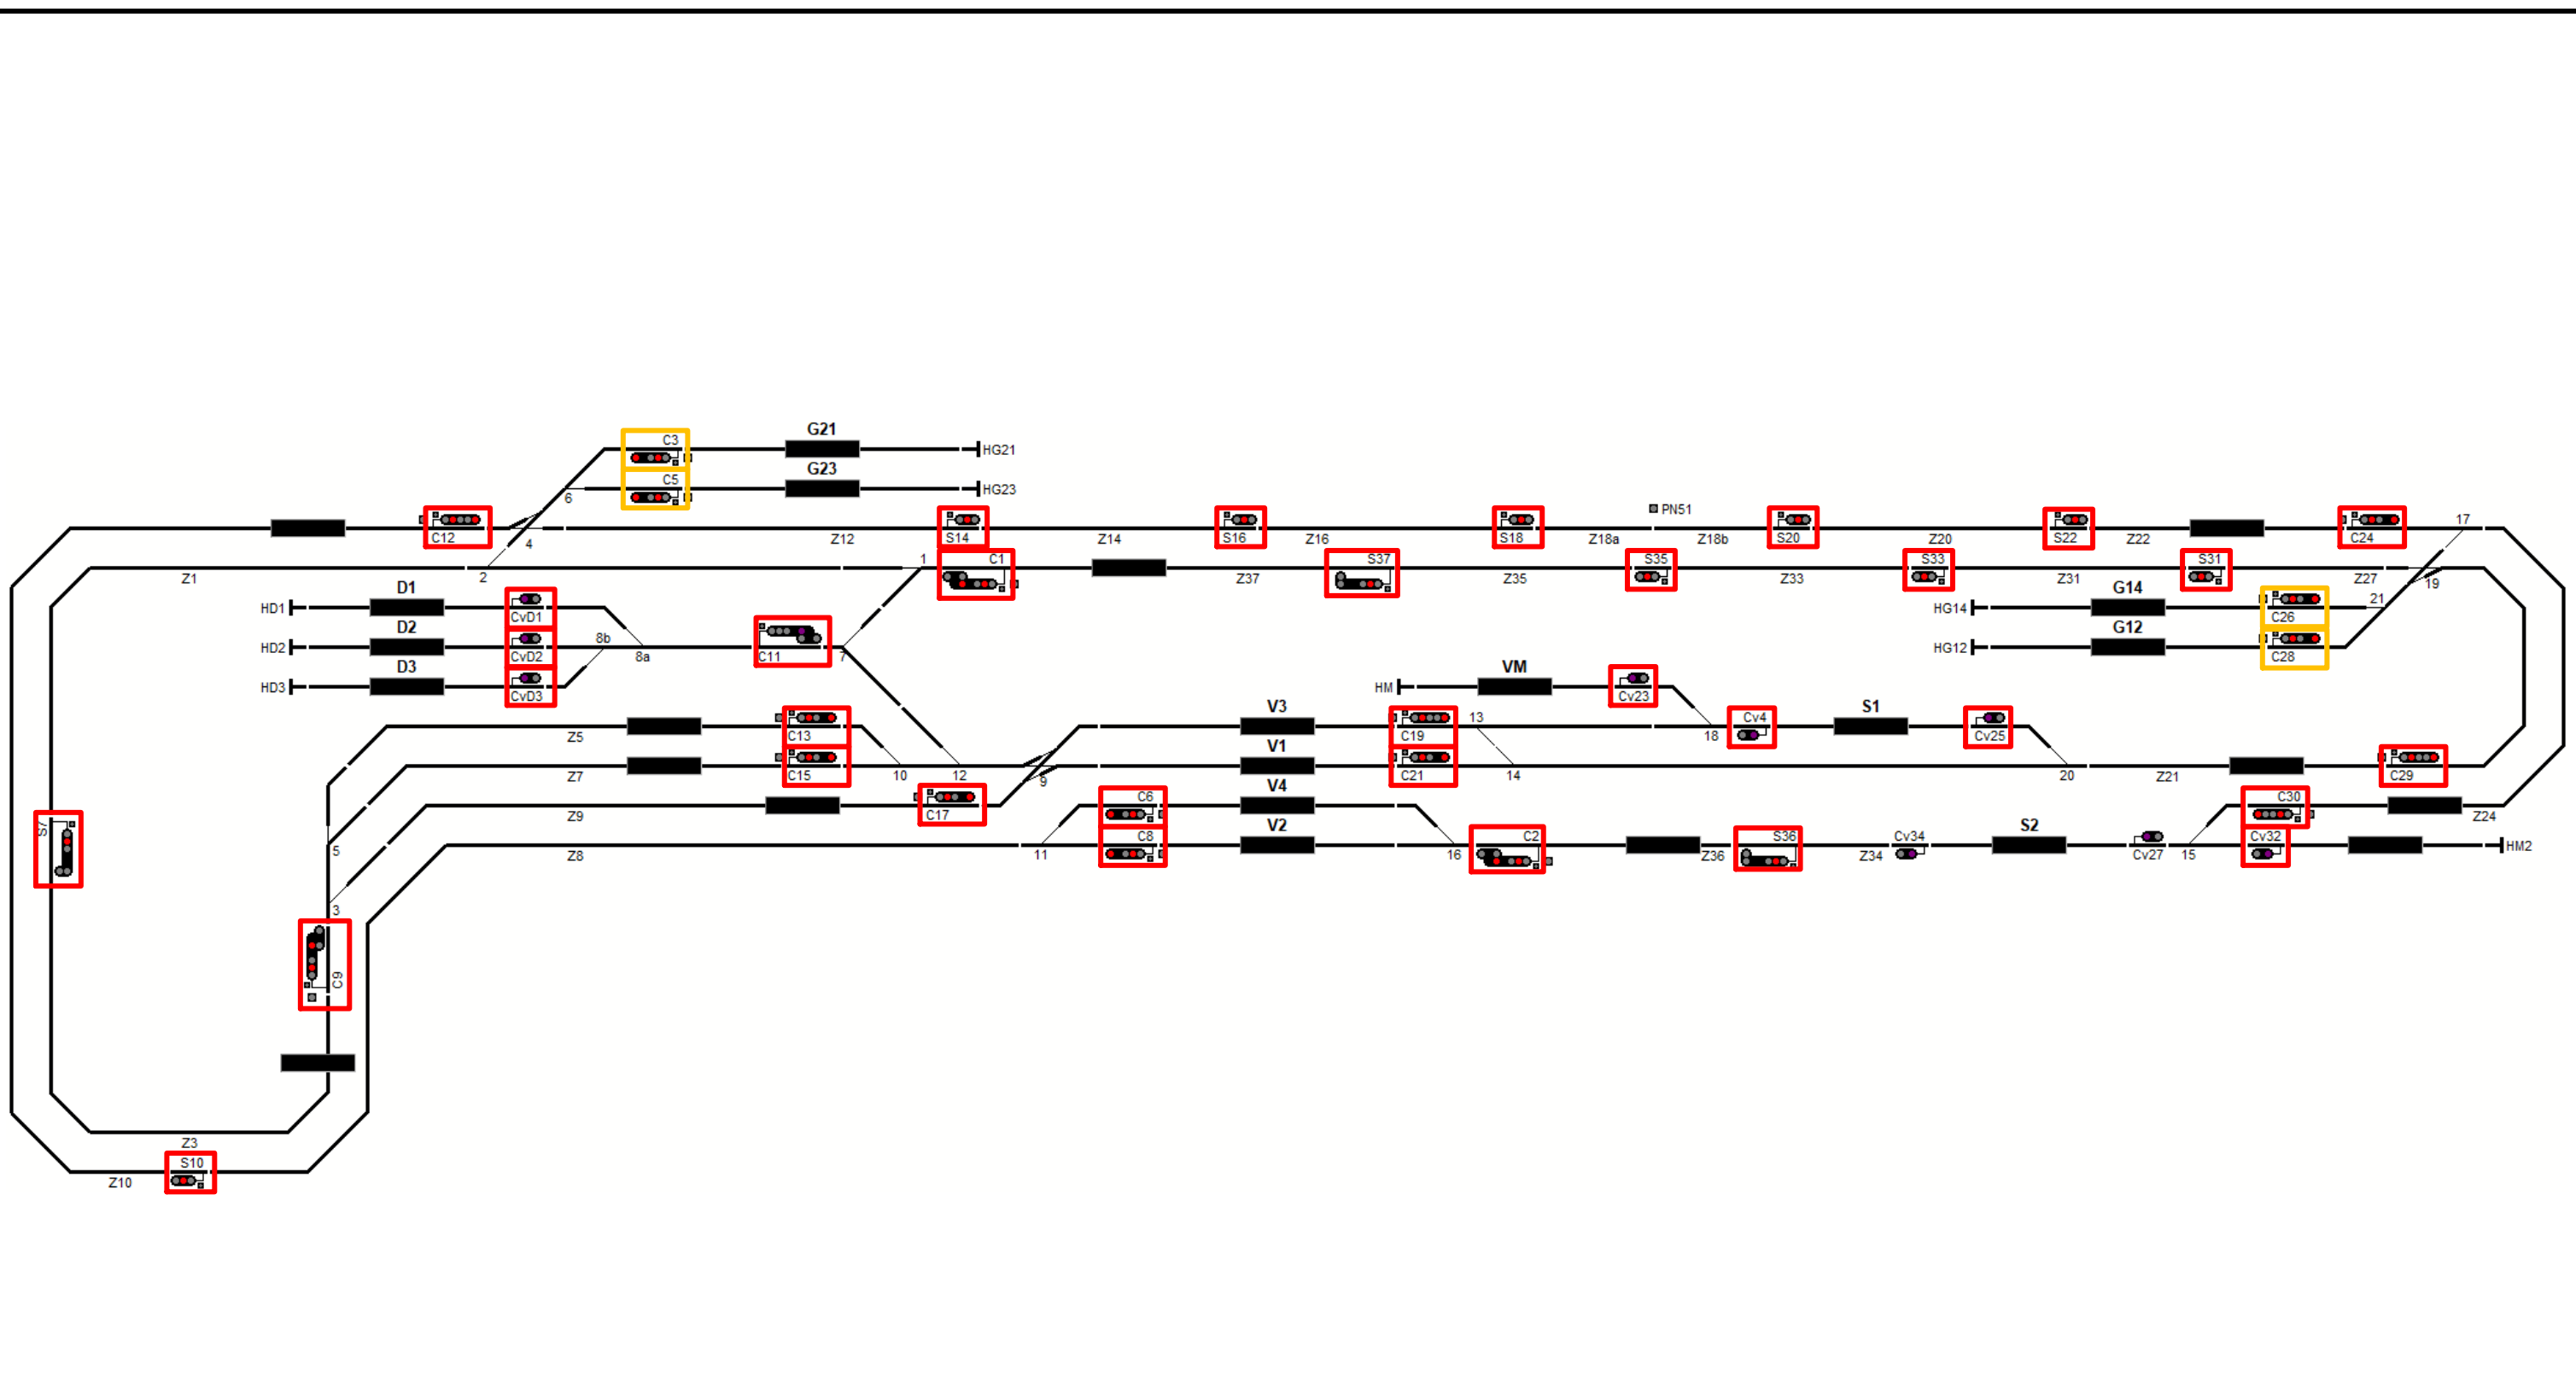 C3
G21
HG21
C5
G23
HG23
6
PN51
17
C12
4
Z12
S14
Z14
S16
Z16
S18
Z18a
Z18b
S20
Z20
S22
Z22
C24
Z1
2
1
C1
Z37
S37
Z35
S35
Z33
S33
Z31
S31
Z27
19
D1
HD1
CvD1
G14
HG14
C26
21
D2
HD2
CvD2
8b
8a
C11
7
G12
HG12
C28
D3
HD3
CvD3
VM
HM
Cv23
Z5
C13
V3
C19
13
18
Cv4
S1
Cv25
Z7
C15
10
12
9
V1
C21
14
20
Z21
C29
Z9
C17
C6
V4
C30
Z24
S7
5
Z8
11
C8
V2
16
C2
Z36
S36
Z34
Cv34
S2
Cv27
15
Cv32
HM2
3
C9
Z3
S10
Z10